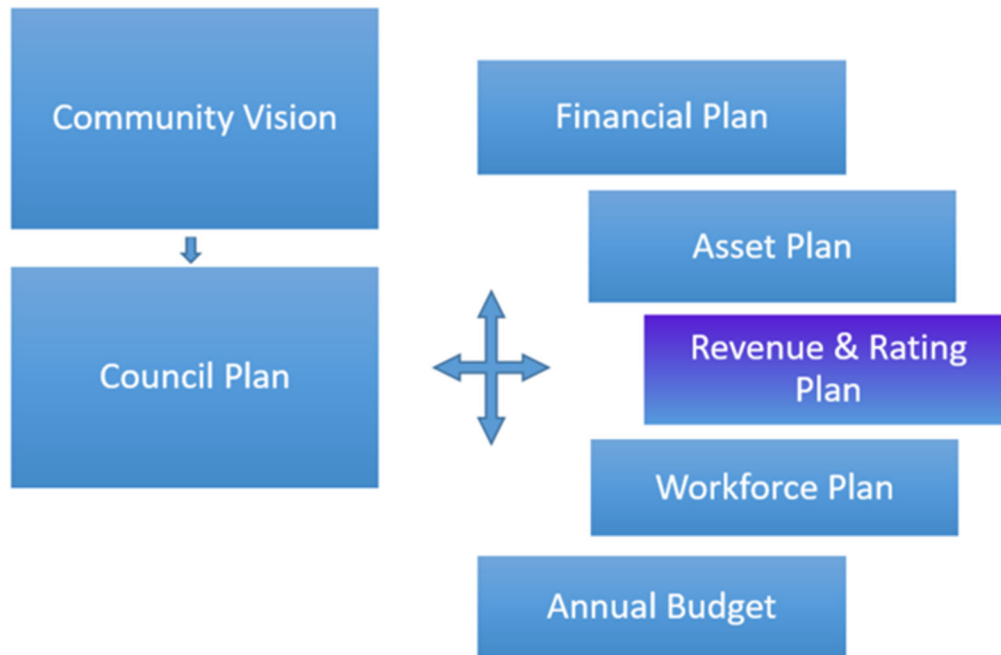 Community Vision
Council Plan
Financial Plan
Asset Plan
Revenue & Rating
Plan
Workforce Plan
Annual Budget